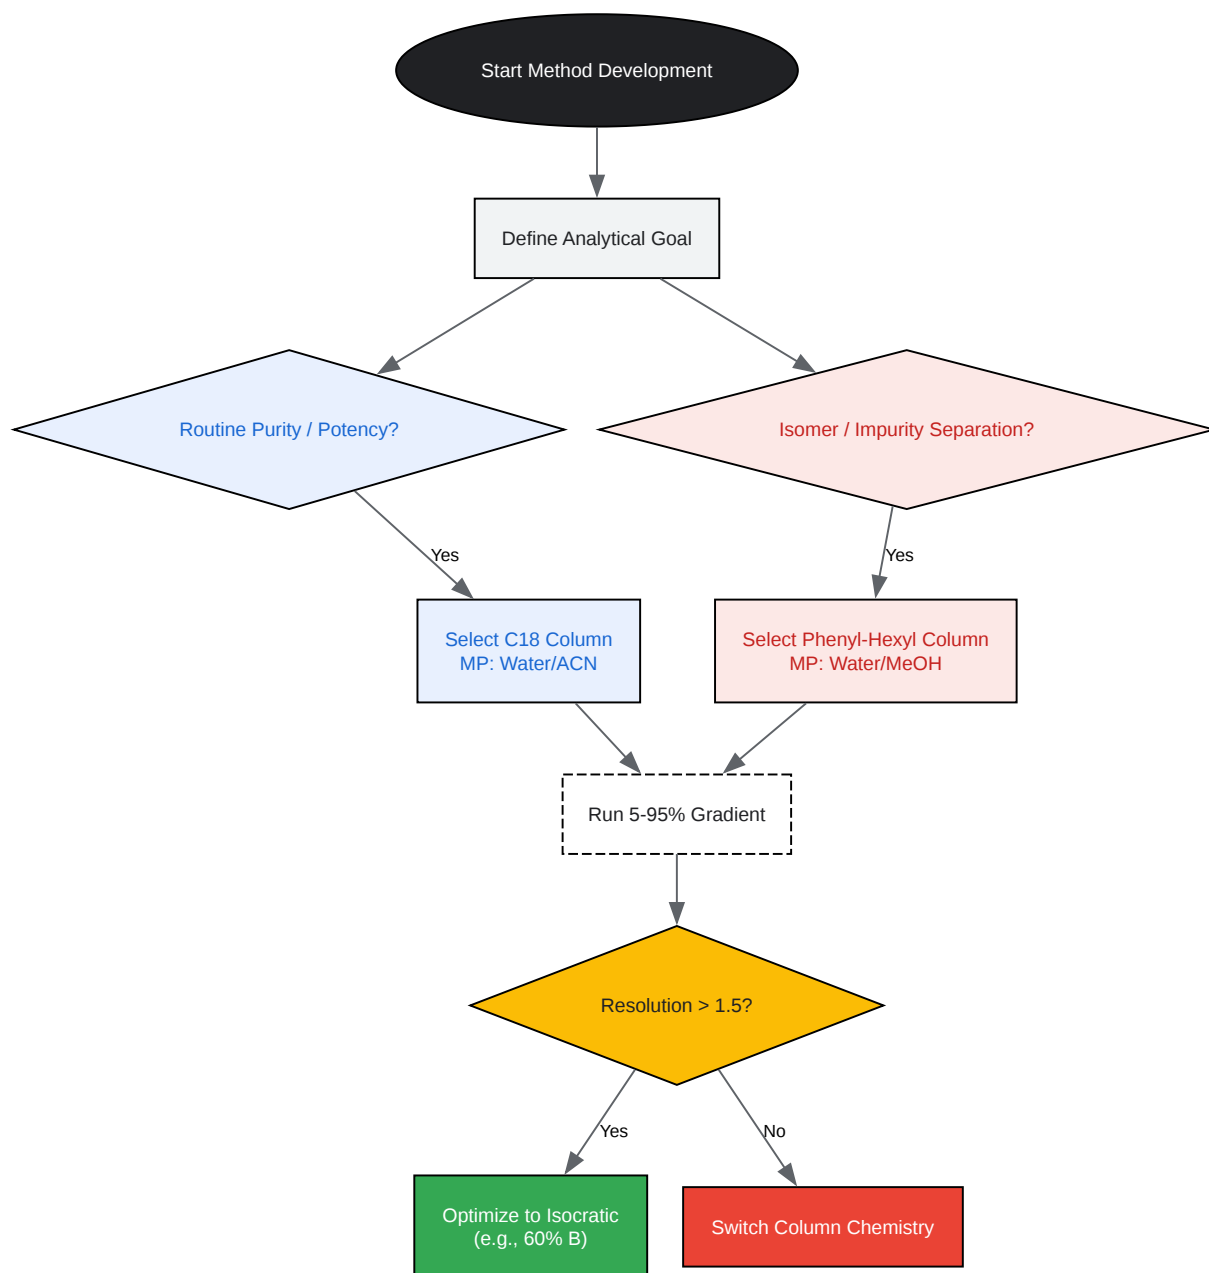 Start Method Development
Define Analytical Goal
Routine Purity / Potency?
Isomer / Impurity Separation?
Yes
Yes
Select C18 Column
MP: Water/ACN
Select Phenyl-Hexyl Column
MP: Water/MeOH
Run 5-95% Gradient
Resolution > 1.5?
Yes
No
Optimize to Isocratic
(e.g., 60% B)
Switch Column Chemistry